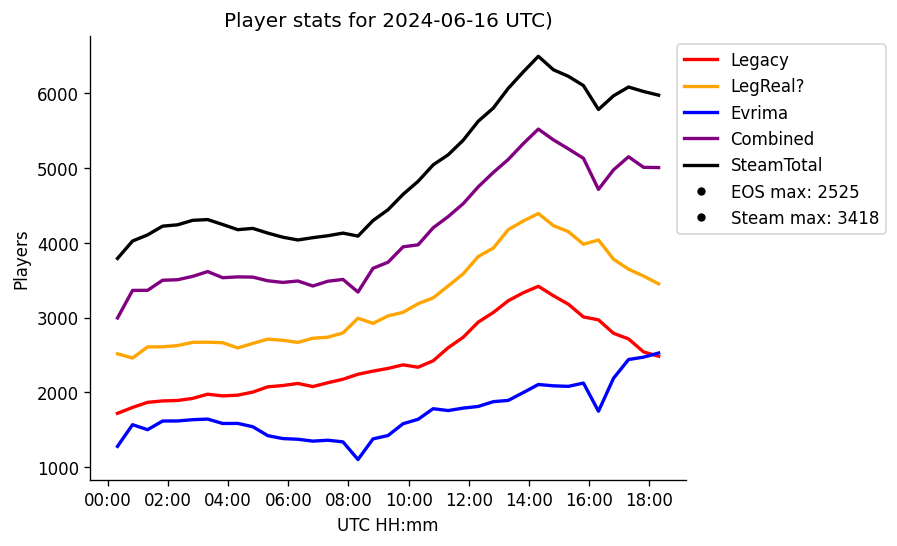 Player stats for 2024-06-16 UTC)
Legacy
LegReal?
Evrima
Combined
SteamTotal
EOS max: 2525
Steam max: 3418
Players
6000
5000
4000
3000
2000
1000
00:00 02:00 04:00 06:00 08:00 10:00 12:00 14:00 16:00 18:00
UTC HH:mm